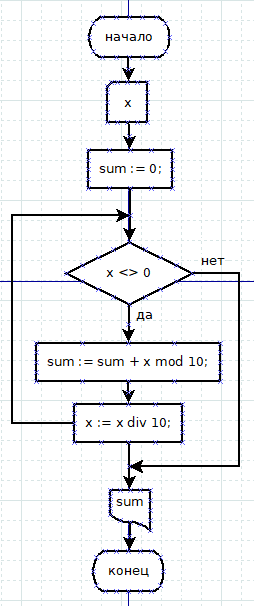 начало
x
sum := 0;
x <> 0
нет
да
sum := sum + x mod 10;
x := x div 10;
sum
конец